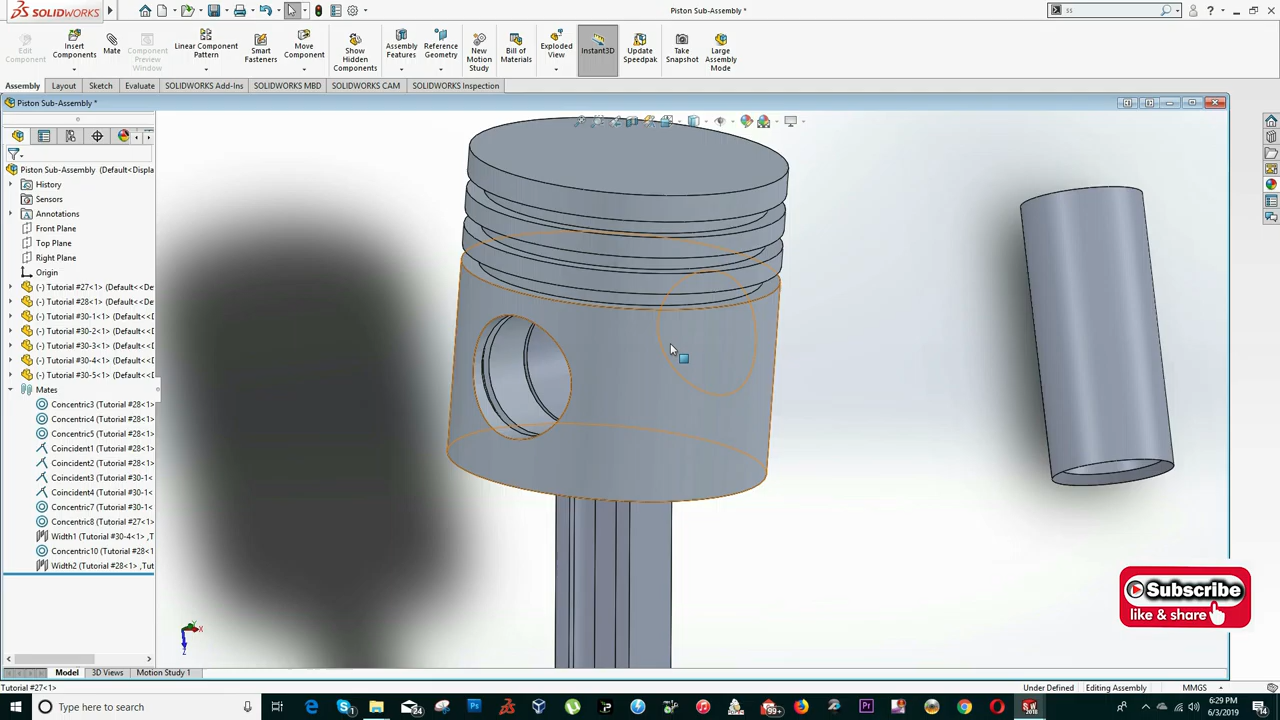 SOLIDWORKS
Piston Sub-Assembly *
ss
Edit Component
Insert Components
Mate
Component Preview Window
Linear Component Pattern
Smart Fasteners
Move Component
Show Hidden Components
Assembly Features
Reference Geometry
New Motion Study
Bill of Materials
Exploded View
Instant3D
Update Speedpak
Take Snapshot
Large Assembly Mode
Assembly
Layout
Sketch
Evaluate
SOLIDWORKS Add-Ins
SOLIDWORKS MBD
SOLIDWORKS CAM
SOLIDWORKS Inspection
Piston Sub-Assembly *
Piston Sub-Assembly (Default<Displa
History
Sensors
Annotations
Front Plane
Top Plane
Right Plane
Origin
(-) Tutorial #27<1> (Default<<De
(-) Tutorial #28<1> (Default<<De
(-) Tutorial #30-1<1> (Default<<D
(-) Tutorial #30-2<1> (Default<<D
(-) Tutorial #30-3<1> (Default<<D
(-) Tutorial #30-4<1> (Default<<D
(-) Tutorial #30-5<1> (Default<<D
Mates
Concentric3 (Tutorial #28<1>
Concentric4 (Tutorial #28<1>
Concentric5 (Tutorial #28<1>
Coincident1 (Tutorial #28<1>
Coincident2 (Tutorial #28<1>
Coincident3 (Tutorial #30-1<
Coincident4 (Tutorial #30-1<
Concentric7 (Tutorial #30-1<
Concentric8 (Tutorial #27<1>
Width1 (Tutorial #30-4<1> ,T
Concentric10 (Tutorial #28<1
Width2 (Tutorial #28<1> ,Tut
Subscribe
like & share
X
Z
Model
3D Views
Motion Study 1
Tutorial #27<1>
Under Defined
Editing Assembly
MMGS
Type here to search
24
99+
6:29 PM
6/3/2019